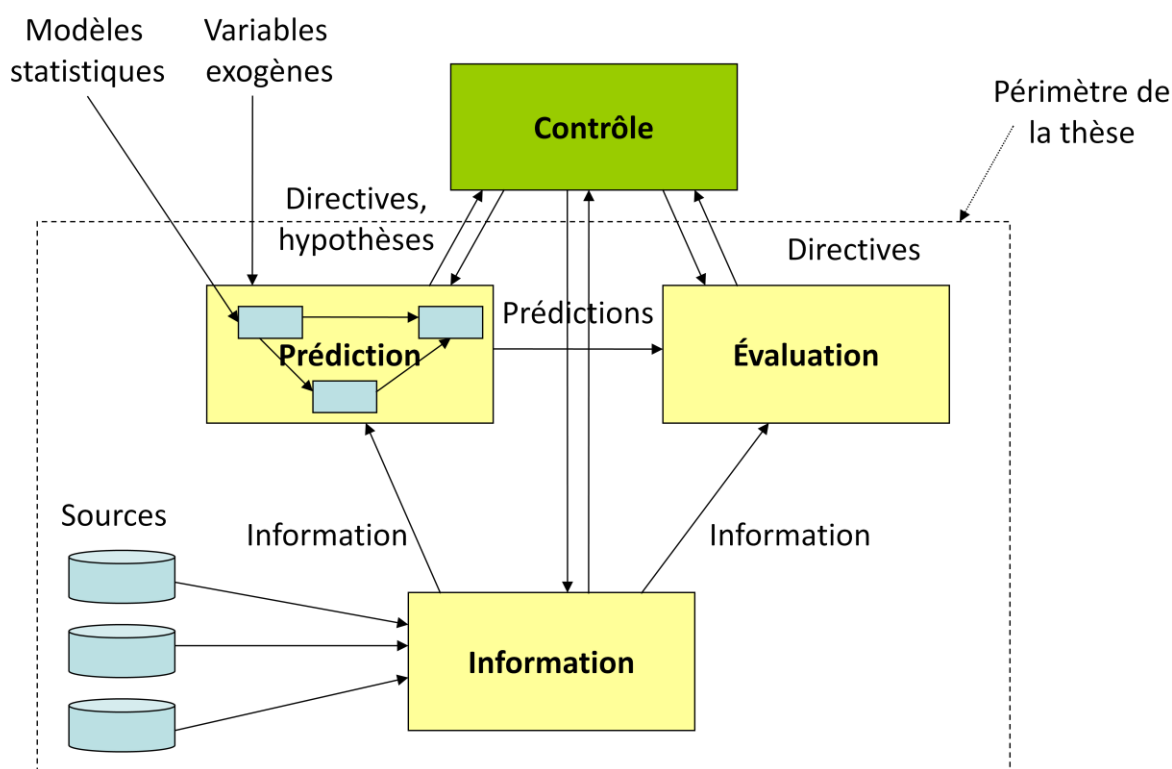 Modèles
statistiques
Variables
exogènes
Contrôle
Périmètre de
la thèse
Directives,
hypothèses
Directives
Prédictions
Prédiction
Évaluation
Sources
Information
Information
Information